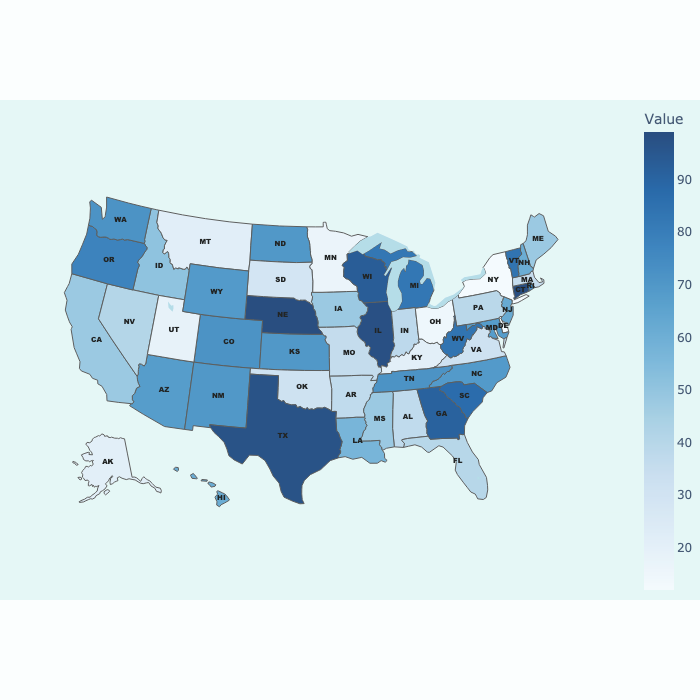 Value
90
80
70
60
50
40
30
20
WA
OR
CA
NV
ID
MT
WY
UT
AZ
CO
NM
ND
SD
NE
KS
OK
TX
MN
IA
MO
AR
LA
WI
IL
MI
IN
OH
KY
TN
MS
AL
GA
FL
SC
NC
VA
WV
PA
NY
VT
NH
ME
MA
RI
CT
NJ
DE
MD
AK
HI